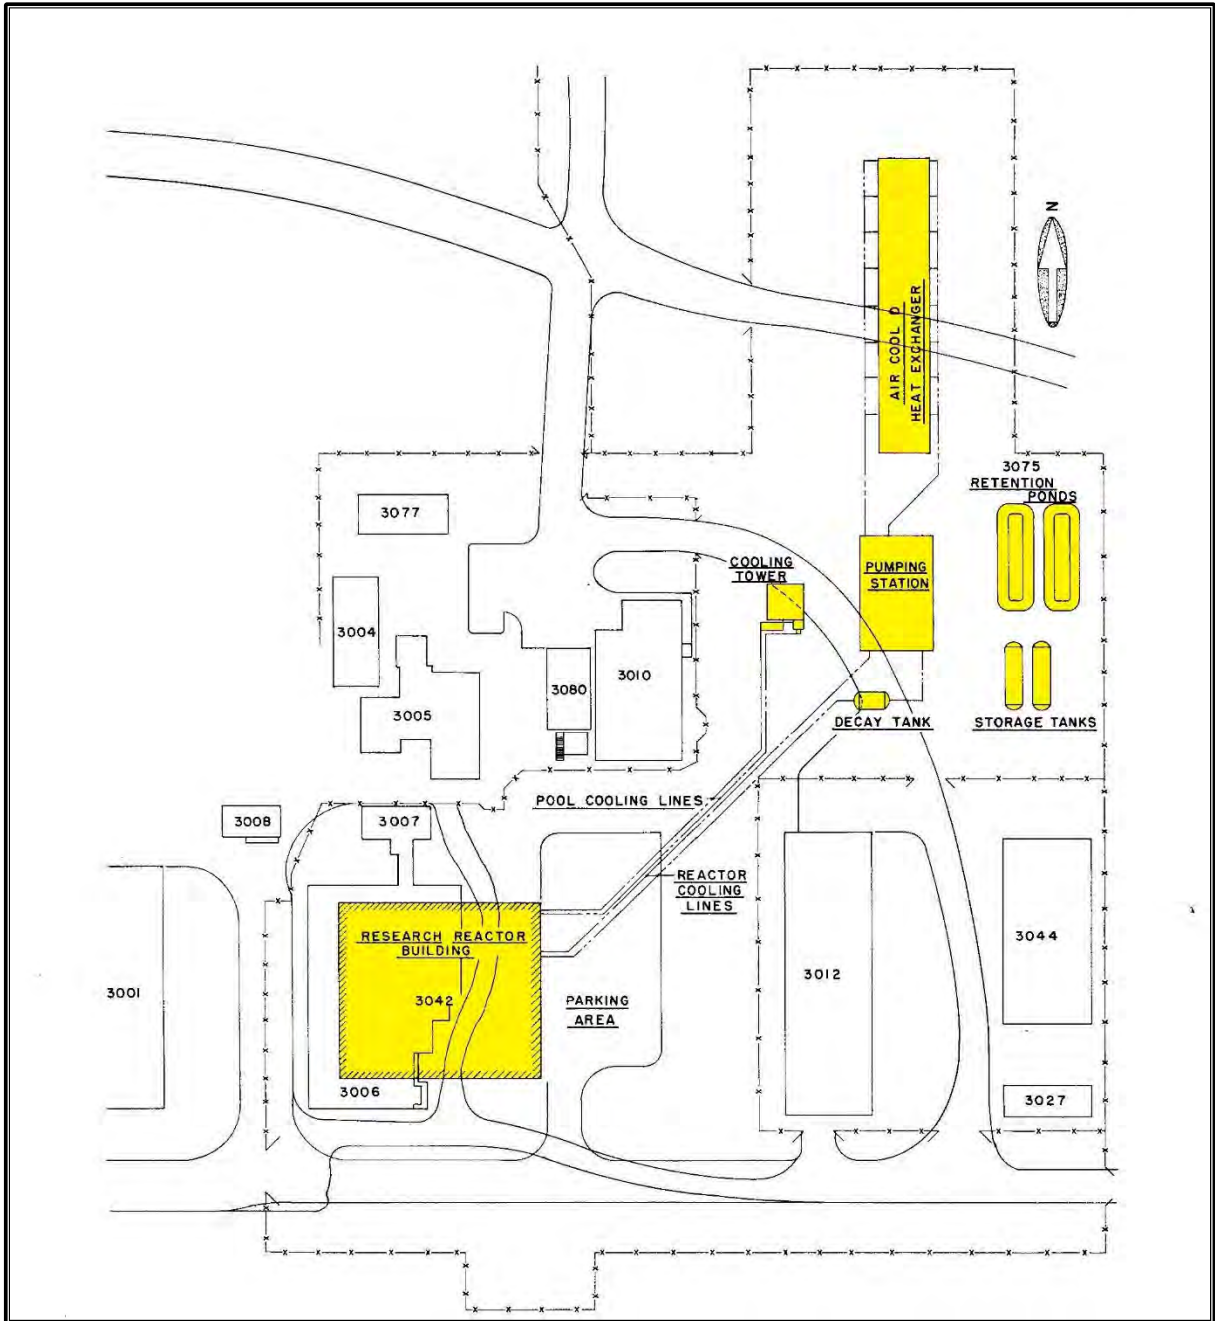 N
AIR COOL D
HEAT EXCHANGER
3075
RETENTION
PONDS
3077
COOLING
TOWER
PUMPING
STATION
3004
3080
3010
3005
DECAY TANK
STORAGE TANKS
POOL COOLING LINES
3008
3007
REACTOR
COOLING
LINES
RESEARCH REACTOR
BUILDING
3044
3012
3001
3042
PARKING
AREA
3006
3027